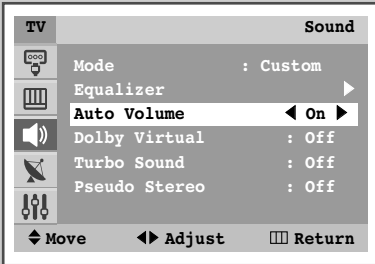 TV Sound
Mode : Custom
Equalizer
Auto Volume On
Dolby Virtual : Off
Turbo Sound : Off
Pseudo Stereo : Off
Move Adjust Return